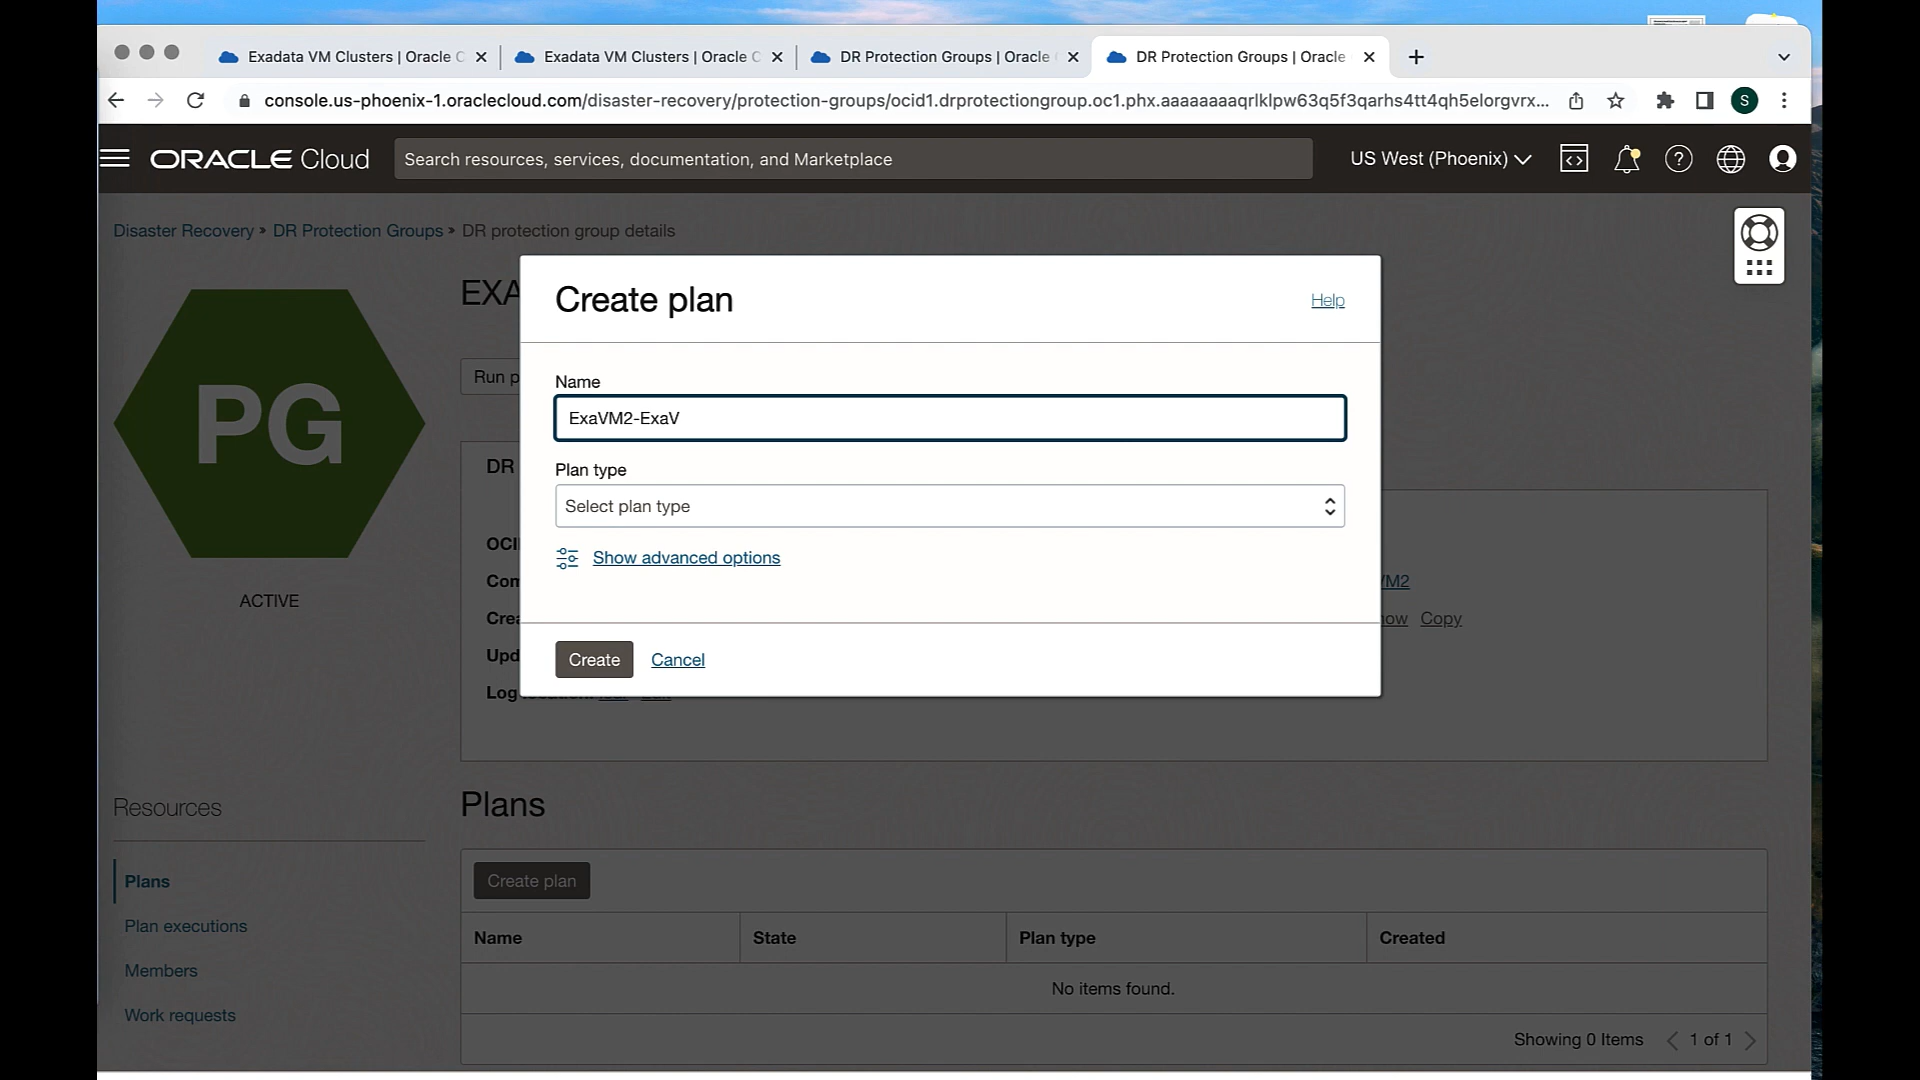 Exadata VM Clusters | Oracle C
Exadata VM Clusters | Oracle C
DR Protection Groups | Oracle
DR Protection Groups | Oracle
console.us-phoenix-1.oraclecloud.com/disaster-recovery/protection-groups/ocid1.drprotectiongroup.oc1.phx.aaaaaaaaqrlklpw63q5f3qarhs4tt4qh5elorgvrx...
S
ORACLE Cloud
Search resources, services, documentation, and Marketplace
US West (Phoenix)
Disaster Recovery » DR Protection Groups » DR protection group details
PG
ACTIVE
EXA
Run p
DR
OCI
Com
Crea
Upd
Log
VM2
Copy
Create plan
Help
Name
ExaVM2-ExaV
Plan type
Select plan type
Show advanced options
Create
Cancel
Resources
Plans
Plan executions
Members
Work requests
Plans
Create plan
Name
State
Plan type
Created
No items found.
Showing 0 Items
1 of 1